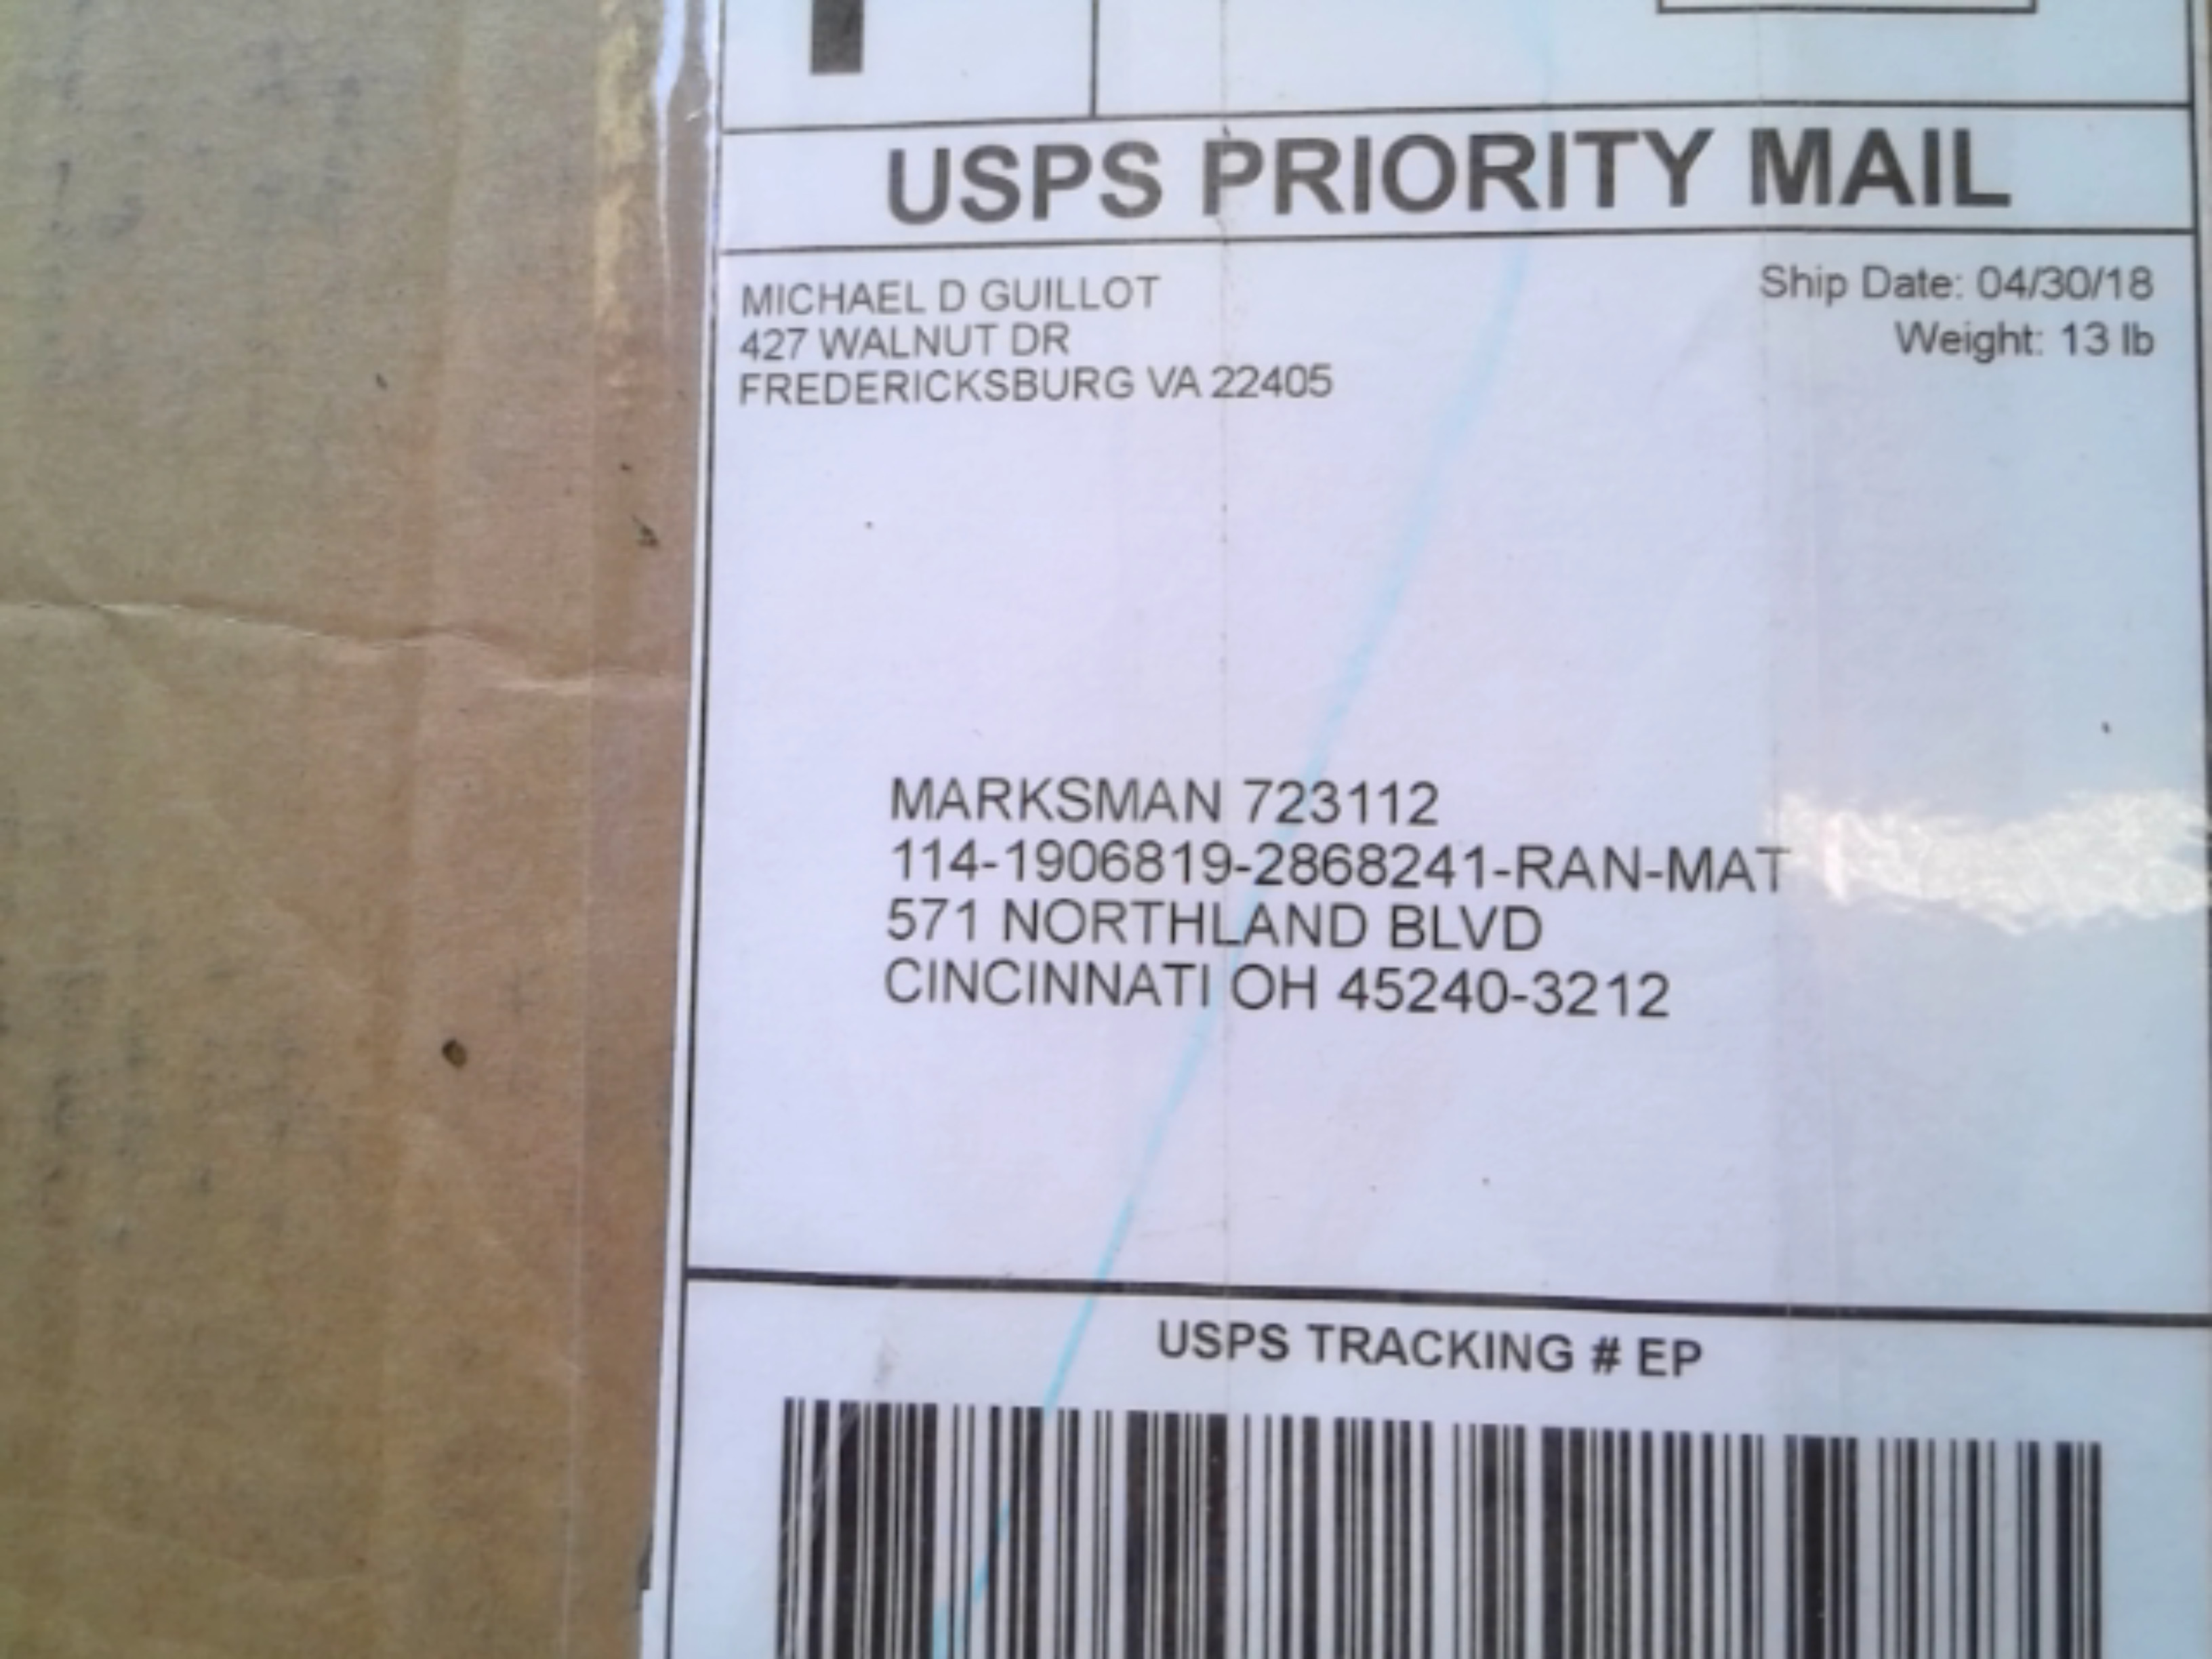 USPS PRIORITY MAIL
MICHAEL D GUILLOT
427 WALNUT DR
FREDERICKSBURG VA 22405
Ship Date: 04/30/18
Weight: 13 lb
MARKSMAN 723112
114-1906819-2868241-RAN-MAT
571 NORTHLAND BLVD
CINCINNATI OH 45240-3212
USPS TRACKING # EP